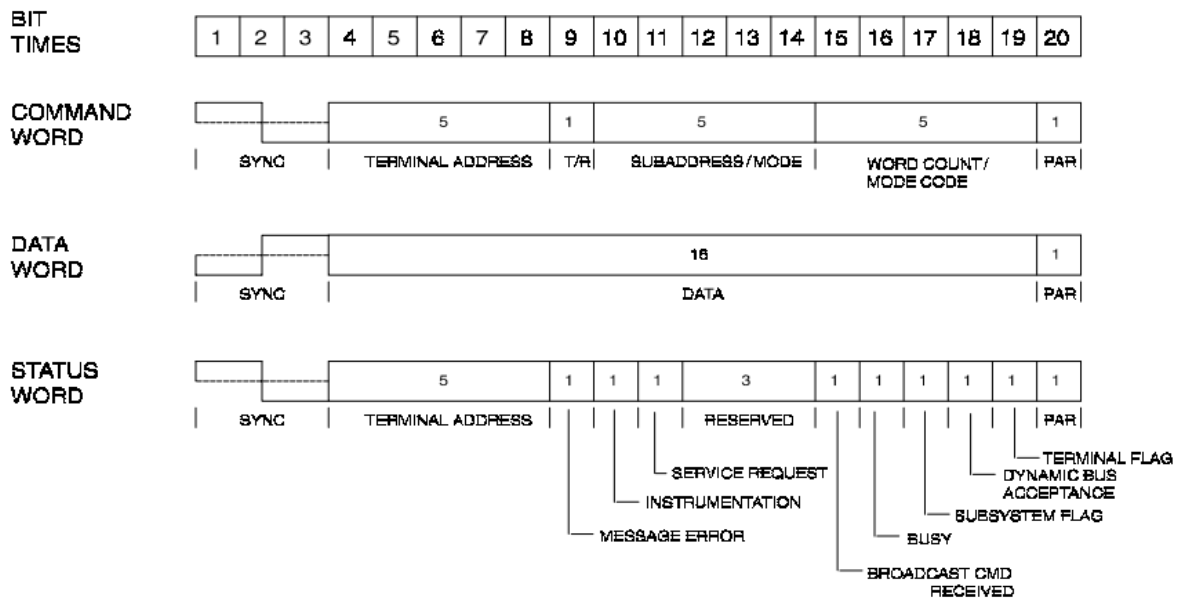 BIT
TIMES
1 2 3 4 5 6 7 8 9 10 11 12 13 14 15 16 17 18 19 20
COMMAND
WORD
5 1 5 5 1
SYNC TERMINAL ADDRESS T/R SUBADDRESS/MODE WORD COUNT/ PAR
MODE CODE
DATA
WORD
16 1
SYNC DATA PAR
STATUS
WORD
5 1 1 1 3 1 1 1 1 1 1
SYNC TERMINAL ADDRESS RESERVED PAR
TERMINAL FLAG
SERVICE REQUEST
DYNAMIC BUS
ACCEPTANCE
INSTRUMENTATION
SUBSYSTEM FLAG
MESSAGE ERROR
BUSY
BROADCAST CMD
RECEIVED